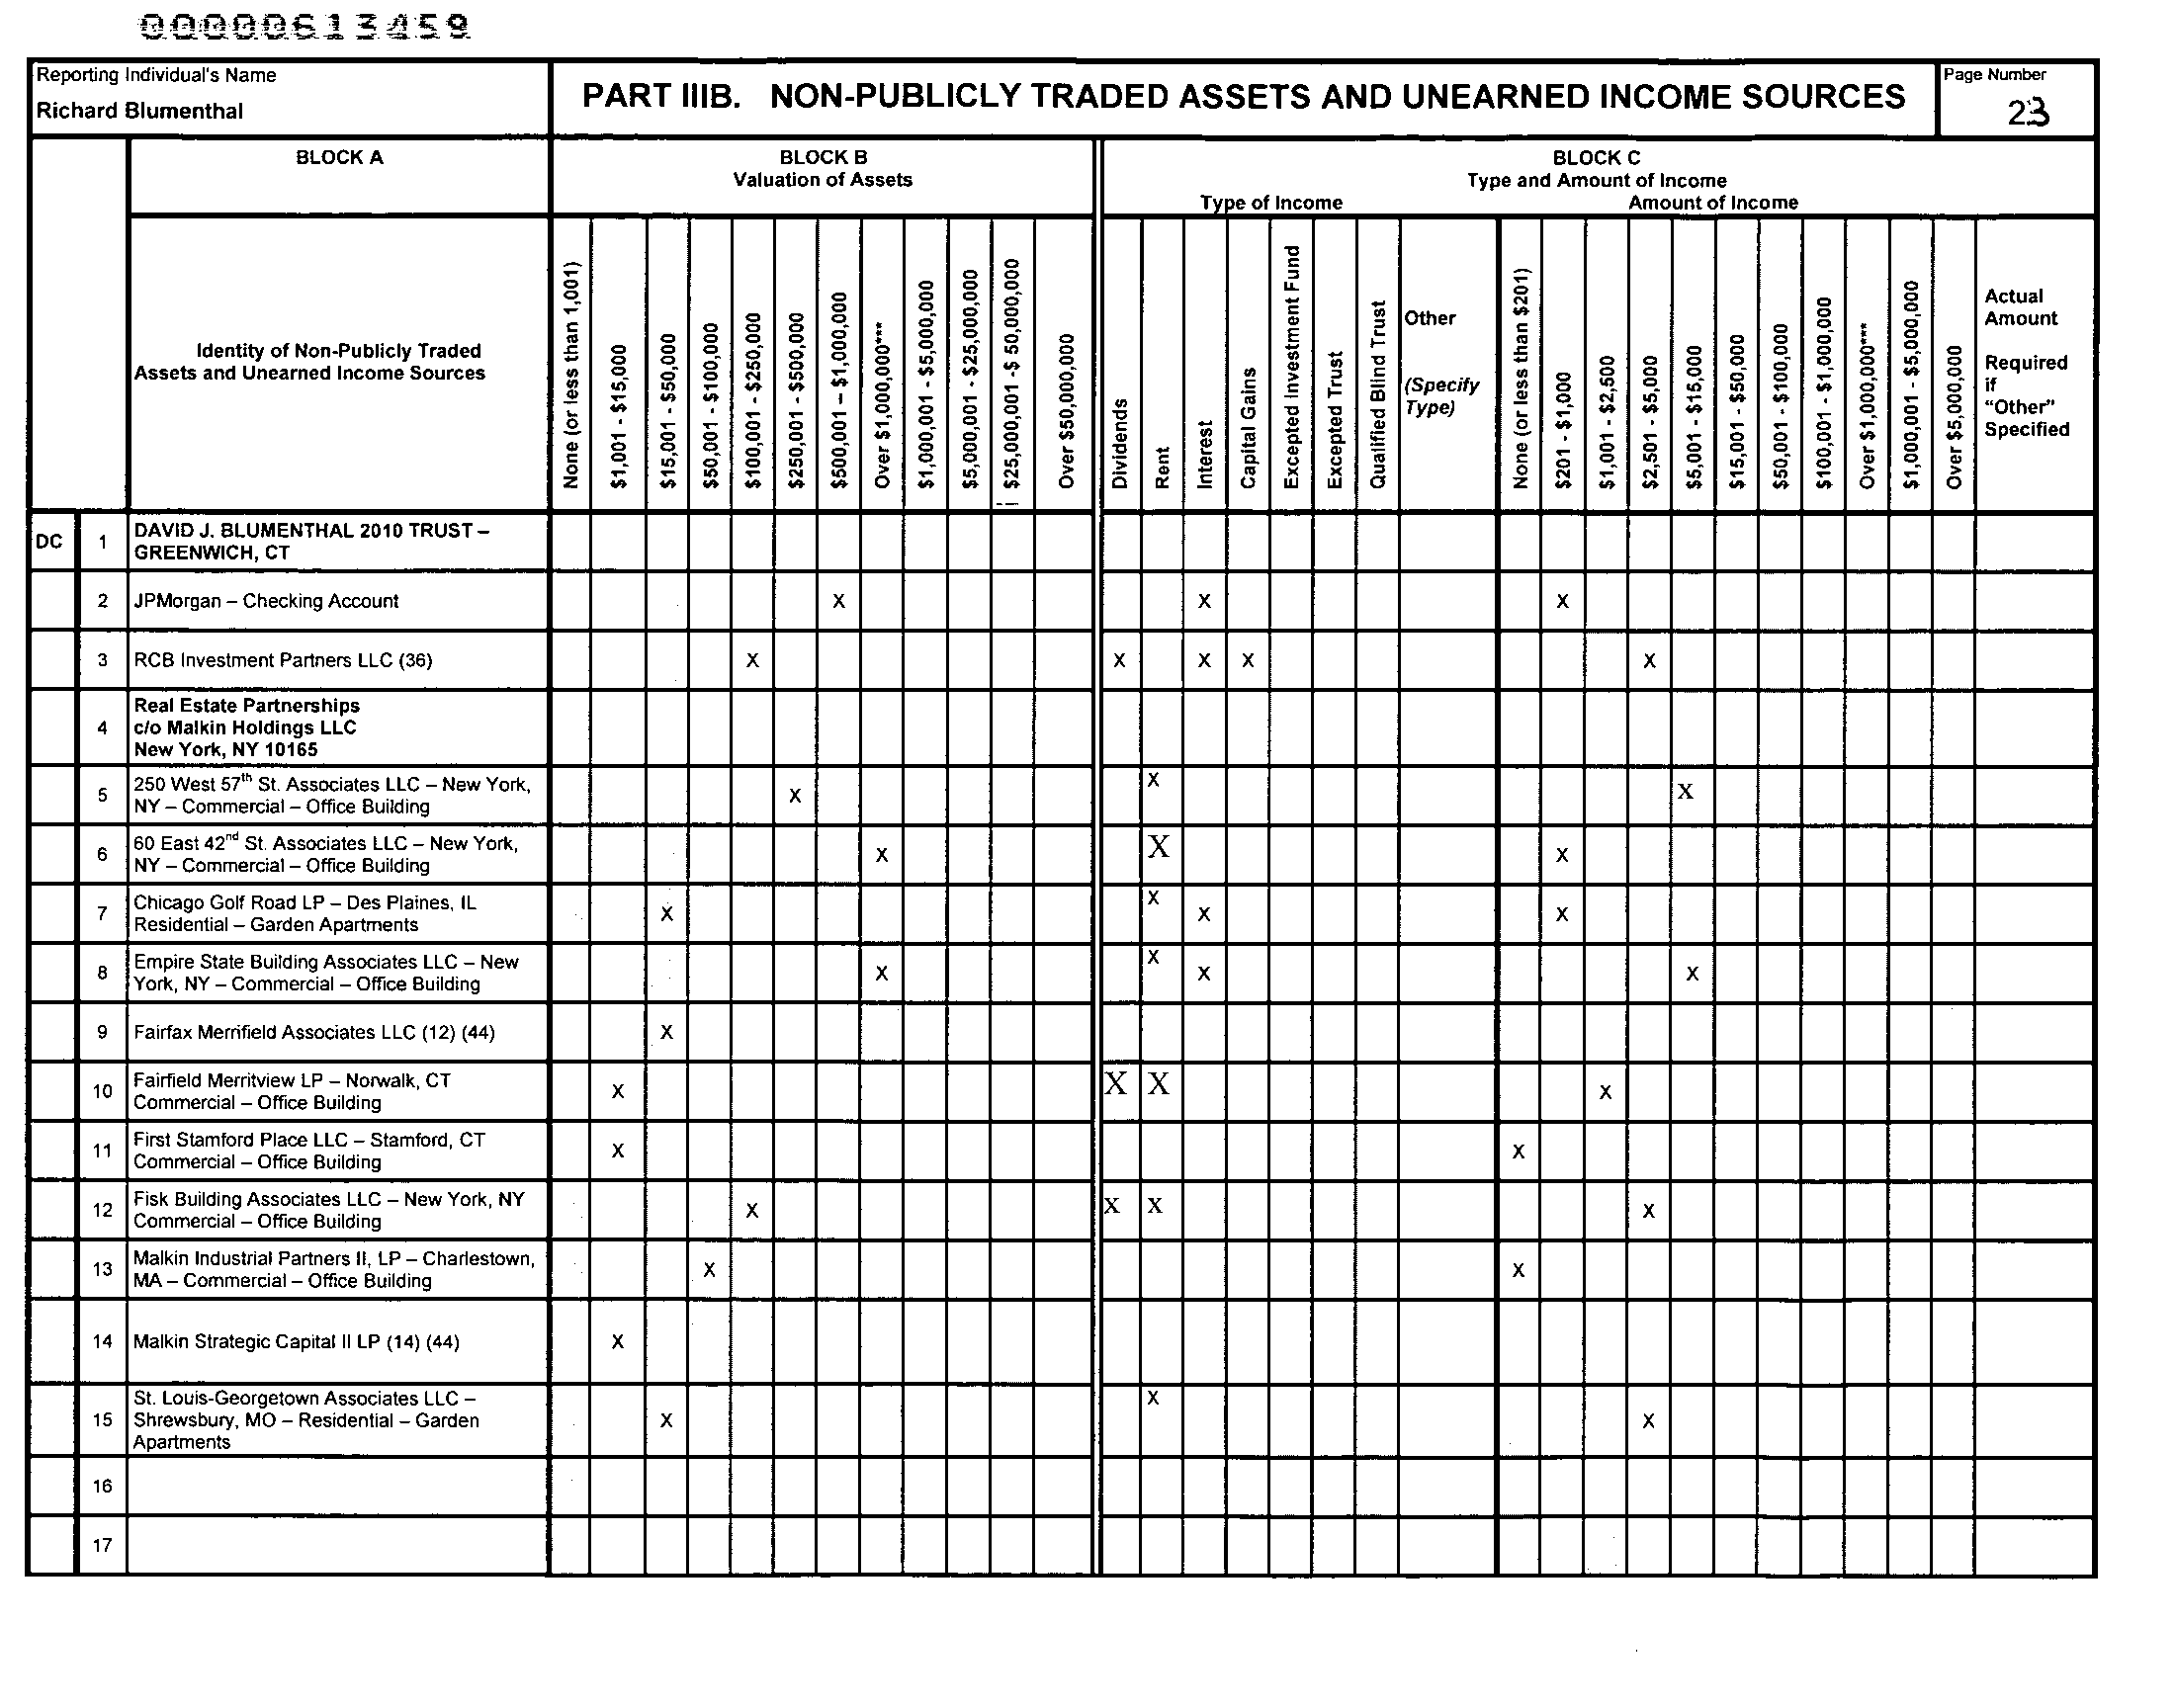 00000613459
Reporting Individual's Name
Richard Blumenthal
PART IIIB. NON-PUBLICLY TRADED ASSETS AND UNEARNED INCOME SOURCES
Page Number
23
BLOCK A
BLOCK B
Valuation of Assets
BLOCK C
Type and Amount of Income
Type of Income
Amount of Income
Identity of Non-Publicly Traded
Assets and Unearned Income Sources
None (or less than 1,001)
$1,001 - $15,000
$15,001 - $50,000
$50,001 - $100,000
$100,001 - $250,000
$250,001 - $500,000
$500,001 – $1,000,000
Over $1,000,000***
$1,000,001 - $5,000,000
$5,000,001 - $25,000,000
$25,000,001 -$ 50,000,000
Over $50,000,000
Dividends
Rent
Interest
Capital Gains
Excepted Investment Fund
Excepted Trust
Qualified Blind Trust
Other
(Specify
Type)
None (or less than $201)
$201 - $1,000
$1,001 - $2,500
$2,501 - $5,000
$5,001 - $15,000
$15,001 - $50,000
$50,001 - $100,000
$100,001 - $1,000,000
Over $1,000,000***
$1,000,001 - $5,000,000
Over $5,000,000
Actual
Amount
Required
if
“Other”
Specified
DC 1 DAVID J. BLUMENTHAL 2010 TRUST –
GREENWICH, CT
2 JPMorgan – Checking Account X X X
3 RCB Investment Partners LLC (36) X X X X X
4 Real Estate Partnerships
c/o Malkin Holdings LLC
New York, NY 10165
5 250 West 57th St. Associates LLC – New York,
NY – Commercial – Office Building X X X
6 60 East 42nd St. Associates LLC – New York,
NY – Commercial – Office Building X X X
7 Chicago Golf Road LP – Des Plaines, IL
Residential – Garden Apartments X X X X
8 Empire State Building Associates LLC – New
York, NY – Commercial – Office Building X X X X
9 Fairfax Merrifield Associates LLC (12) (44) X
10 Fairfield Merritview LP – Norwalk, CT
Commercial – Office Building X X X X
11 First Stamford Place LLC – Stamford, CT
Commercial – Office Building X X
12 Fisk Building Associates LLC – New York, NY
Commercial – Office Building X X X X
13 Malkin Industrial Partners II, LP – Charlestown,
MA – Commercial – Office Building X X
14 Malkin Strategic Capital II LP (14) (44) X
15 St. Louis-Georgetown Associates LLC –
Shrewsbury, MO – Residential – Garden
Apartments X X X
16
17